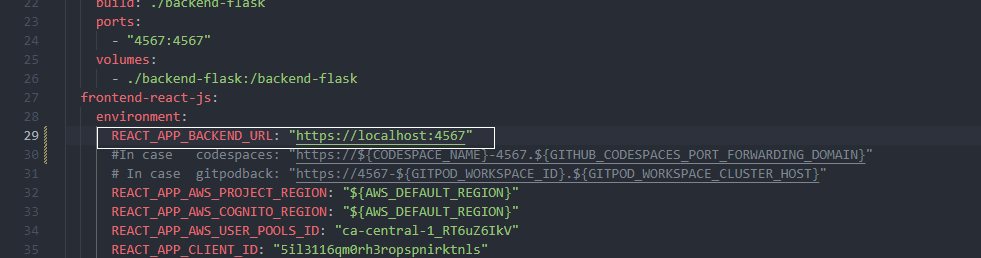 22 build: ./backend-flask
23 ports:
24 - "4567:4567"
25 volumes:
26 - ./backend-flask:/backend-flask
27 frontend-react-js:
28 environment:
29 REACT_APP_BACKEND_URL: "https://localhost:4567"
30 #In case codespaces: "https://${CODESPACE_NAME}-4567.${GITHUB_CODESPACES_PORT_FORWARDING_DOMAIN}"
31 # In case gitpodback: "https://4567-${GITPOD_WORKSPACE_ID}.${GITPOD_WORKSPACE_CLUSTER_HOST}"
32 REACT_APP_AWS_PROJECT_REGION: "${AWS_DEFAULT_REGION}"
33 REACT_APP_AWS_COGNITO_REGION: "${AWS_DEFAULT_REGION}"
34 REACT_APP_AWS_USER_POOLS_ID: "ca-central-1_RT6uZ6IkV"
35 REACT_APP_CLIENT_ID: "5il3116qm0rh3ropspnirktnls"